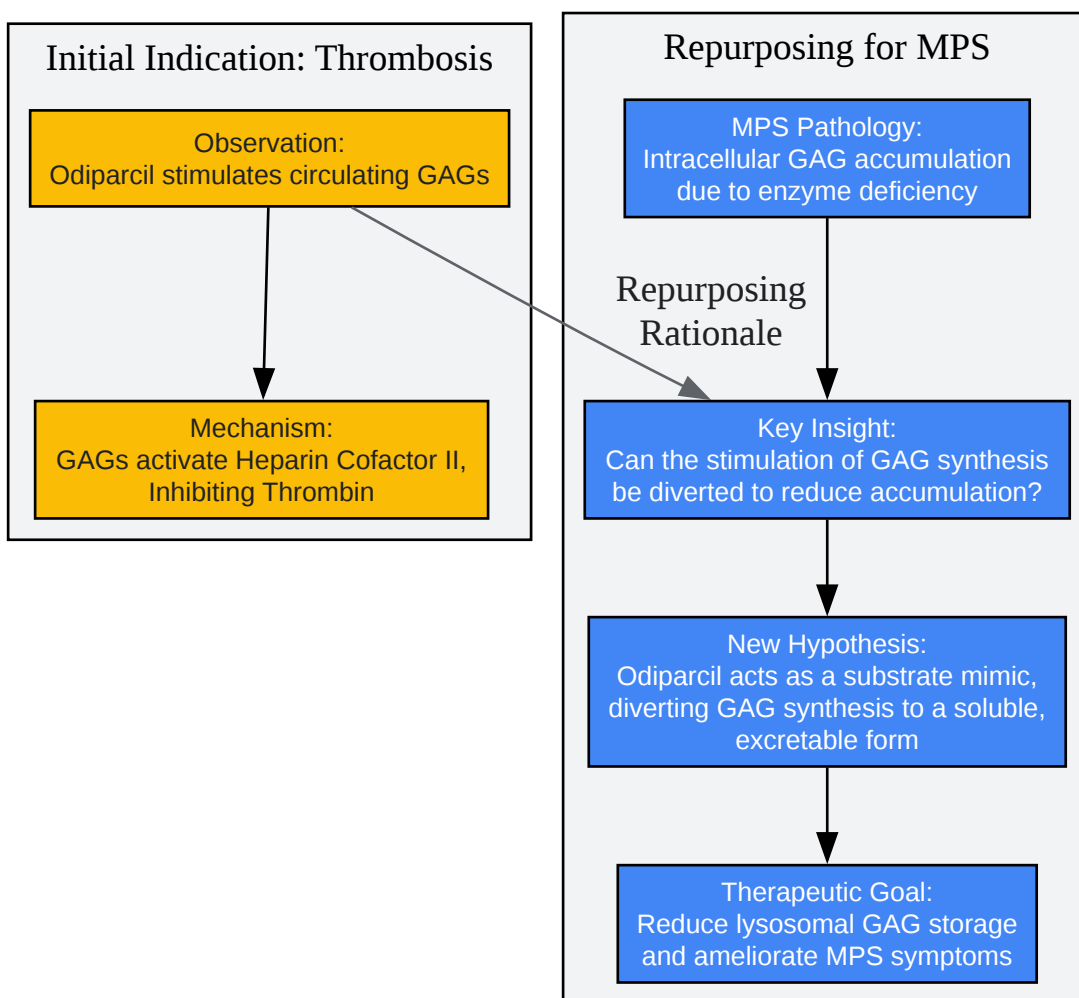 Initial Indication: Thrombosis
Observation:
Odiparcil stimulates circulating GAGs
Mechanism:
GAGs activate Heparin Cofactor II,
Inhibiting Thrombin
Repurposing for MPS
MPS Pathology:
Intracellular GAG accumulation
due to enzyme deficiency
Repurposing
Rationale
Key Insight:
Can the stimulation of GAG synthesis
be diverted to reduce accumulation?
New Hypothesis:
Odiparcil acts as a substrate mimic,
diverting GAG synthesis to a soluble,
excretable form
Therapeutic Goal:
Reduce lysosomal GAG storage
and ameliorate MPS symptoms